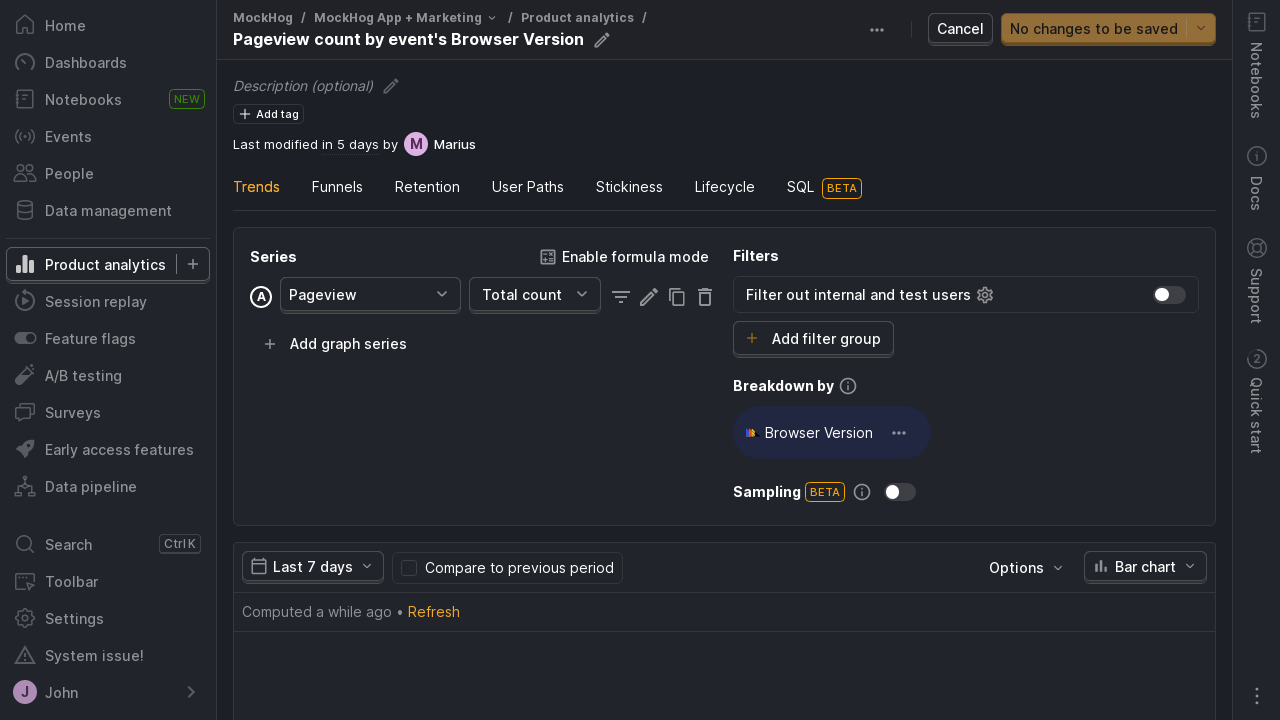 Home
Dashboards
Notebooks NEW
Events
People
Data management
Product analytics
Session replay
Feature flags
A/B testing
Surveys
Early access features
Data pipeline
Search Ctrl K
Toolbar
Settings
System issue!
J John
MockHog / MockHog App + Marketing / Product analytics /
Pageview count by event's Browser Version
Cancel
No changes to be saved
Description (optional)
Add tag
Last modified in 5 days by M Marius
Trends Funnels Retention User Paths Stickiness Lifecycle SQL BETA
Series
Enable formula mode
A Pageview Total count
Add graph series
Filters
Filter out internal and test users
Add filter group
Breakdown by
Browser Version
Sampling BETA
Last 7 days
Compare to previous period
Options
Bar chart
Computed a while ago • Refresh
Notebooks
Docs
Support
2 Quick start